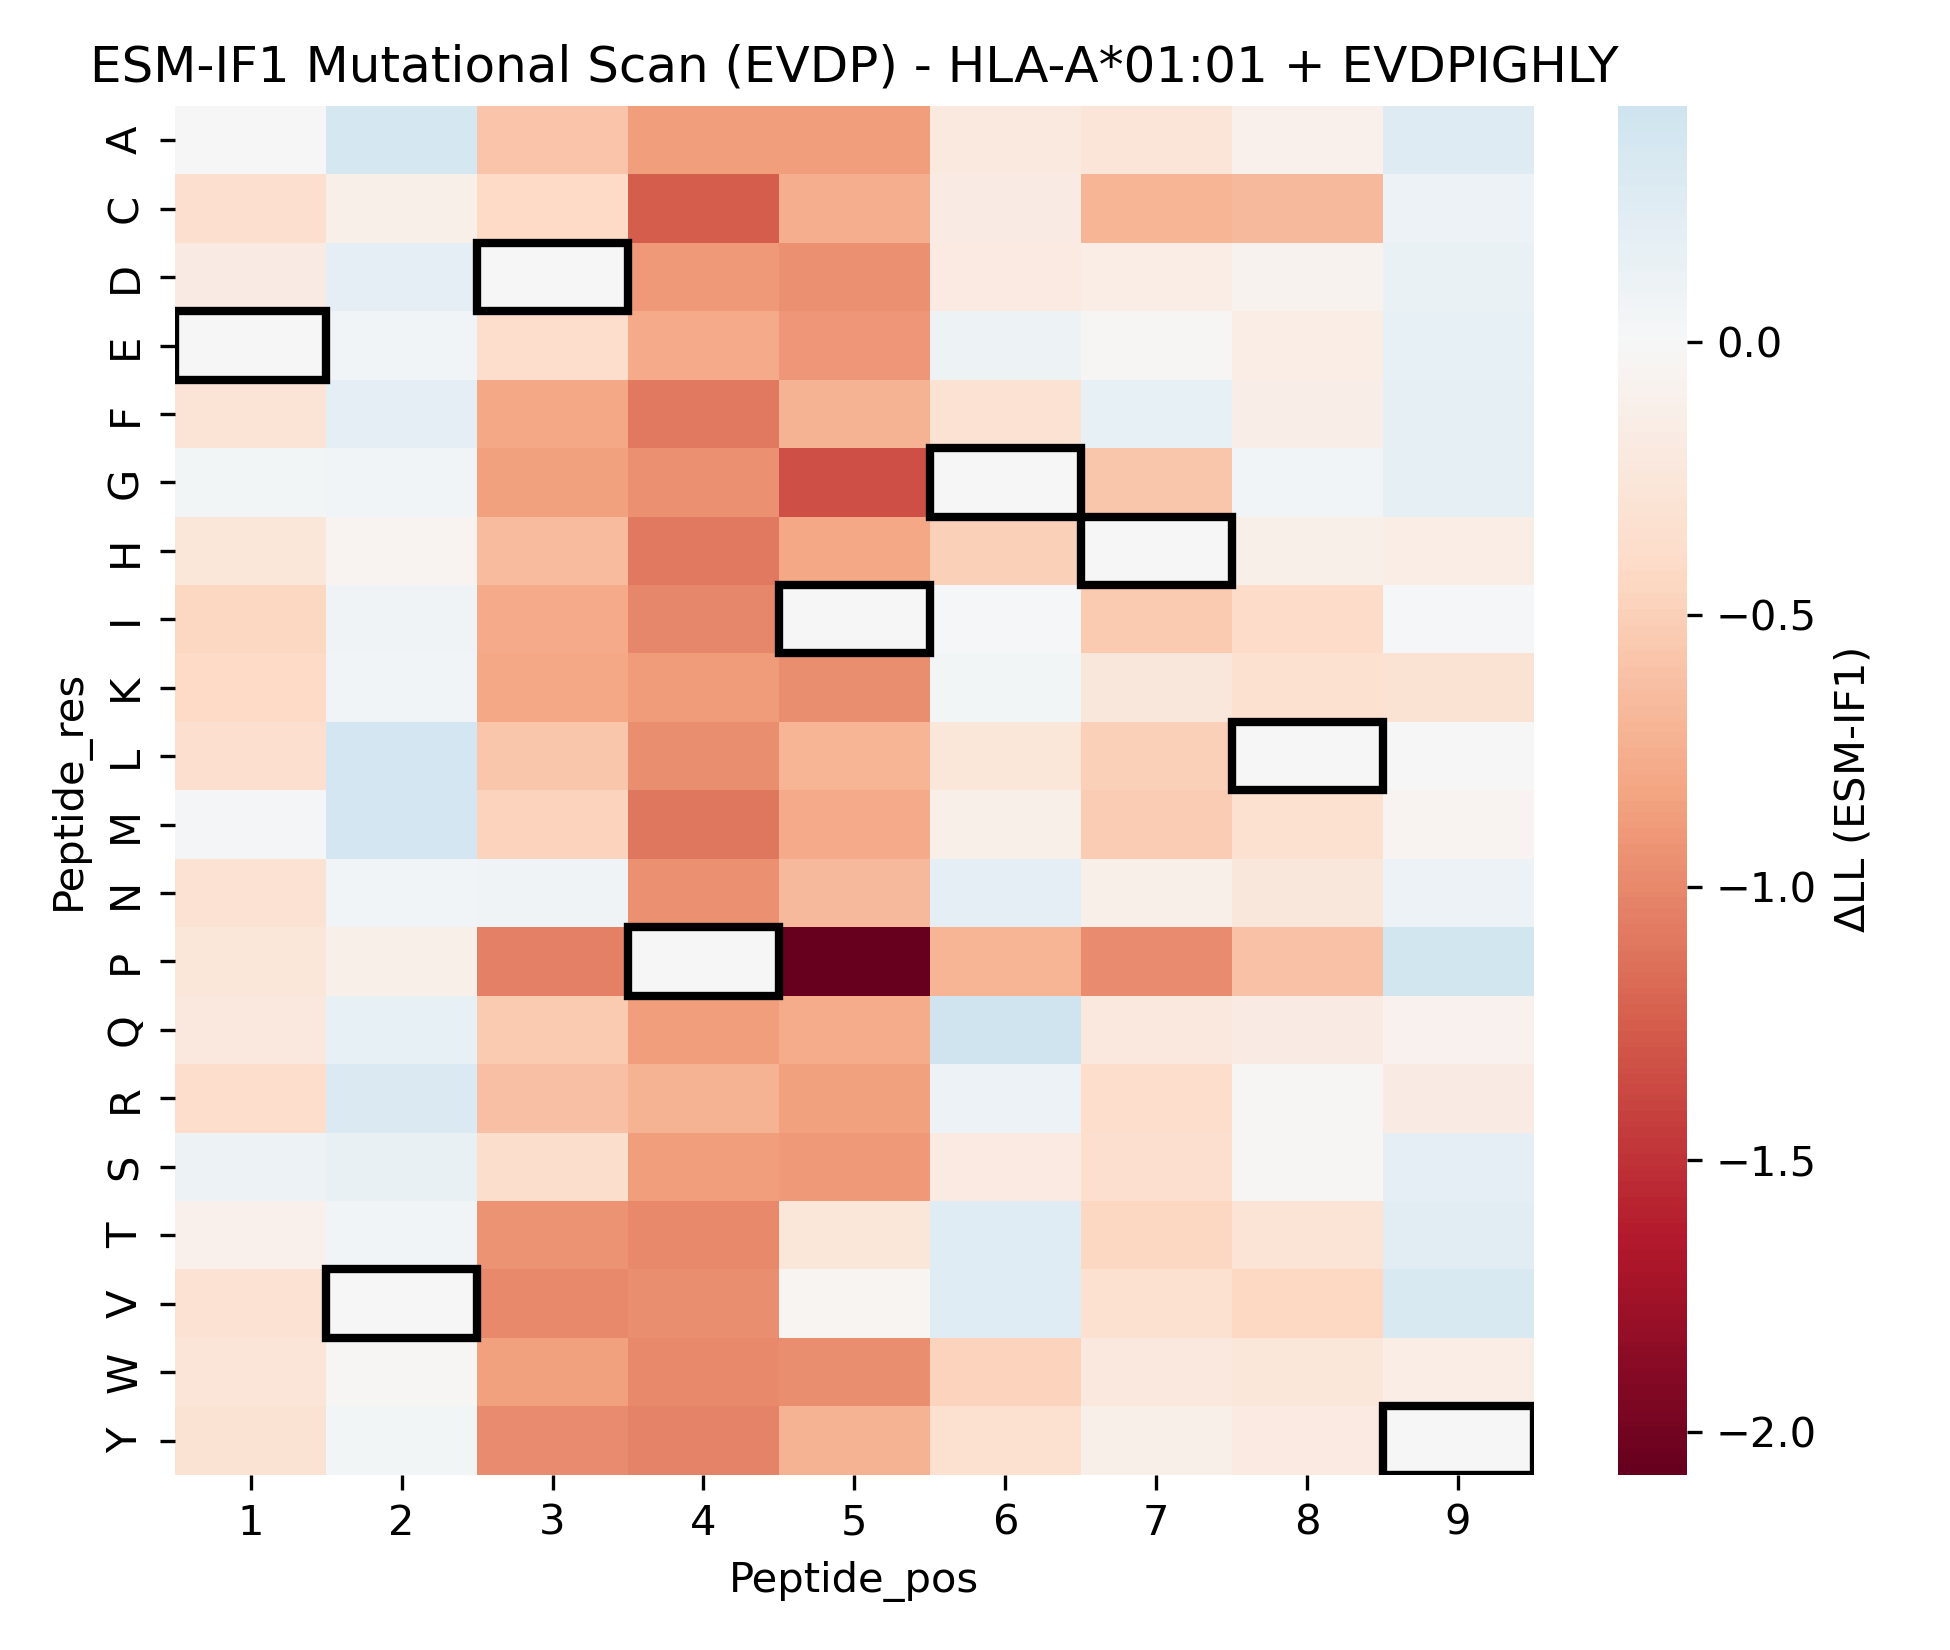 ESM-IF1 Mutational Scan (EVDP) - HLA-A*01:01 + EVDPIGHLY
A
C
D
E
F
G
H
I
K
L
M
N
P
Q
R
S
T
V
W
Y
Peptide_res
1 2 3 4 5 6 7 8 9
Peptide_pos
0.0
−0.5
−1.0
−1.5
−2.0
ΔLL (ESM-IF1)